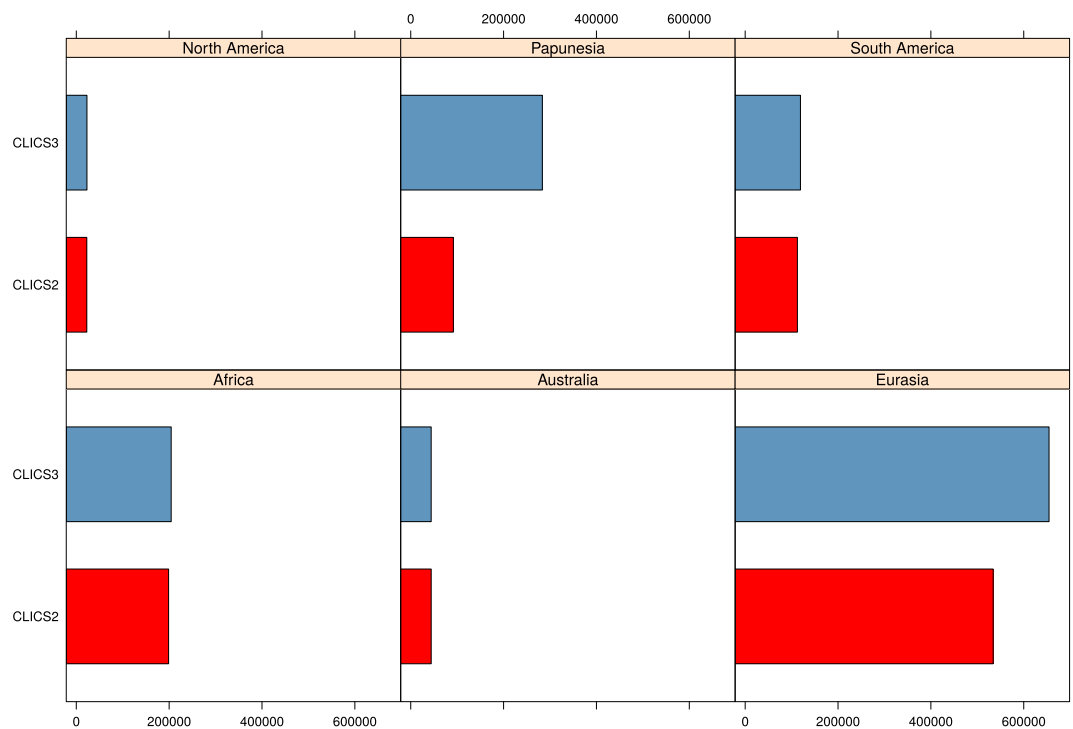 0 200000 400000 600000
North America Papunesia South America
CLICS3
CLICS2
Africa Australia Eurasia
CLICS3
CLICS2
0 200000 400000 600000 0 200000 400000 600000